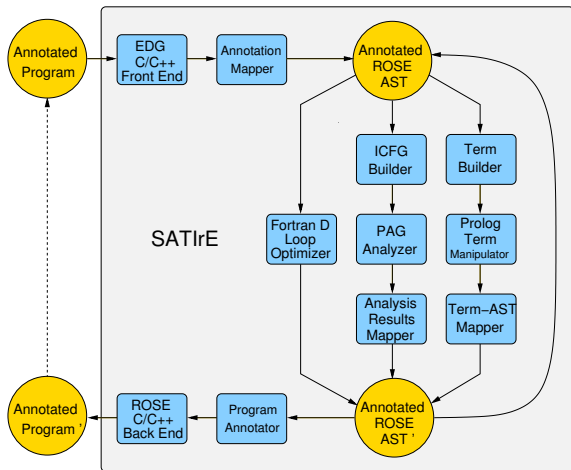 Annotated
Program
EDG
C/C++
Front End
Annotation
Mapper
Annotated
ROSE
AST
ICFG
Builder
Term
Builder
SATIrE
Fortran D
Loop
Optimizer
PAG
Analyzer
Prolog
Term
Manipulator
Analysis
Results
Mapper
Term−AST
Mapper
Annotated
Program '
ROSE
C/C++
Back End
Program
Annotator
Annotated
ROSE
AST '